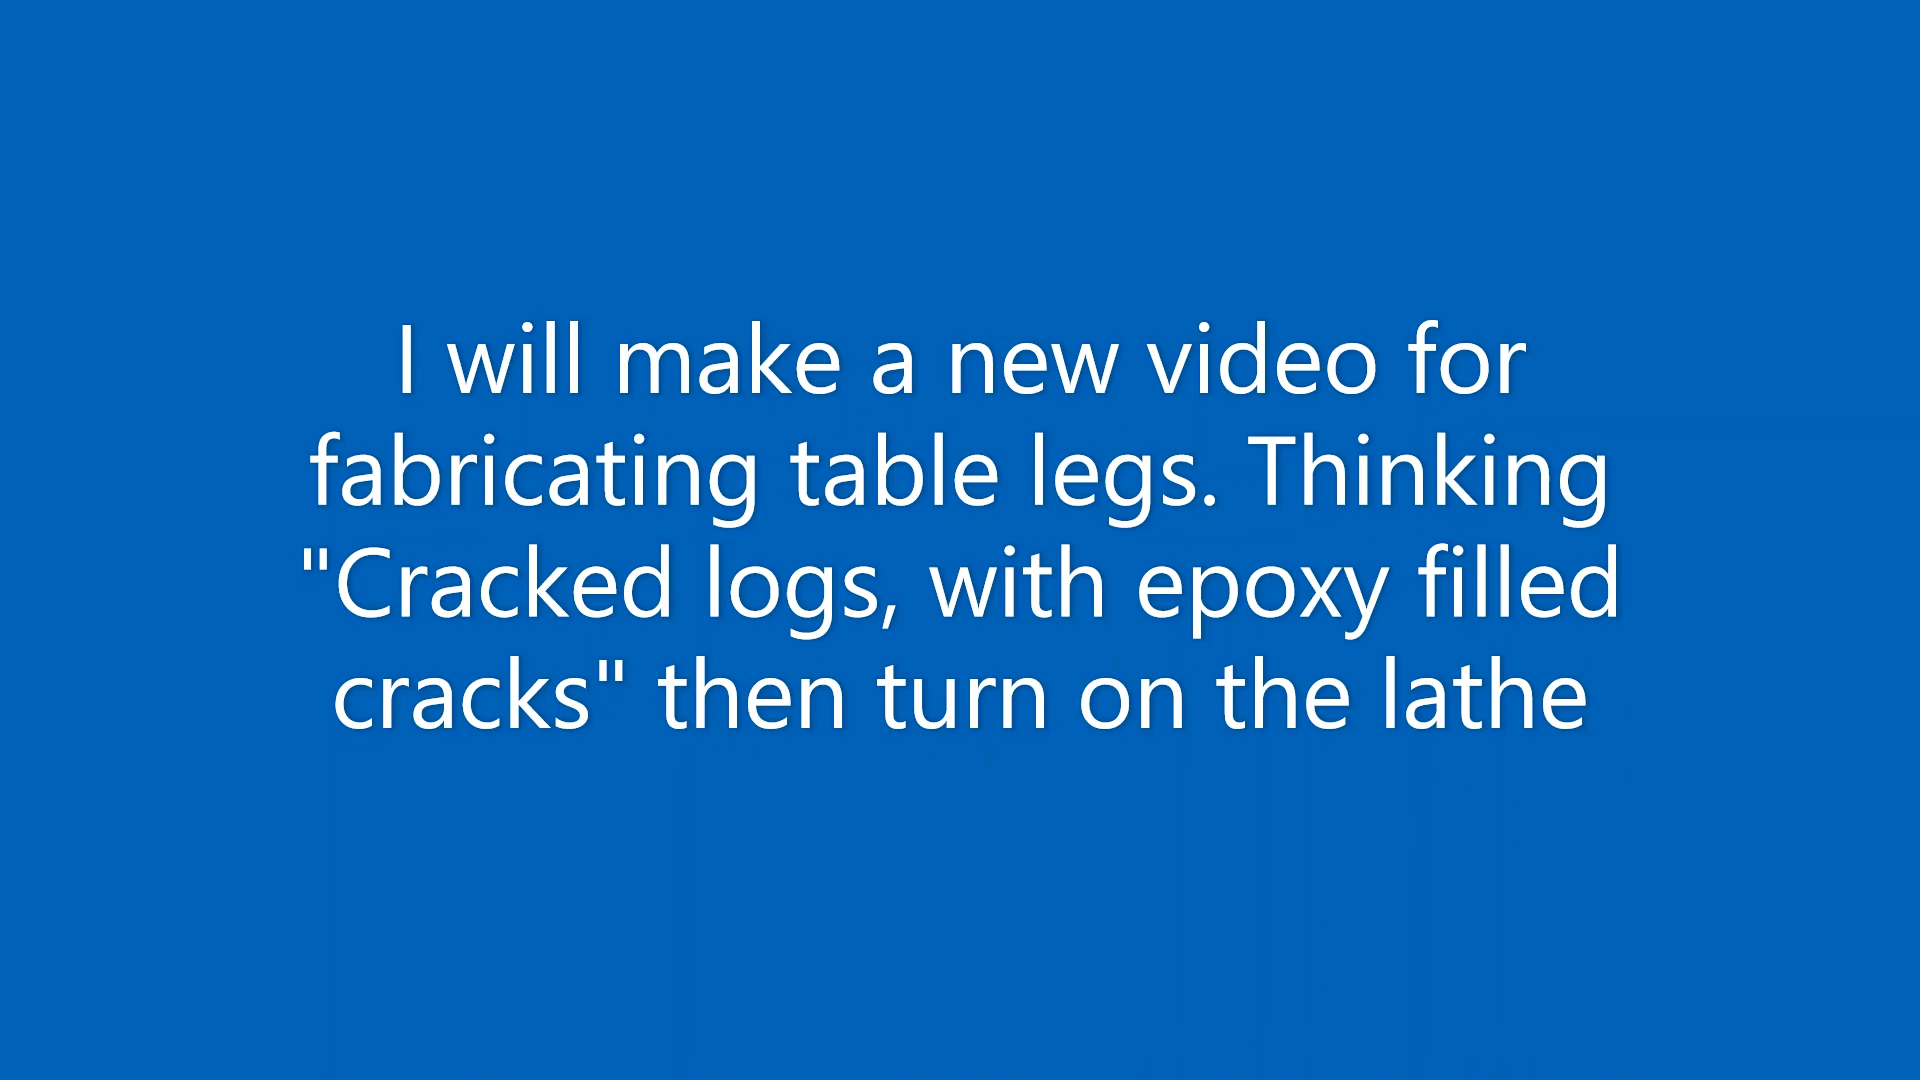 I will make a new video for
fabricating table legs. Thinking
"Cracked logs, with epoxy filled
cracks" then turn on the lathe